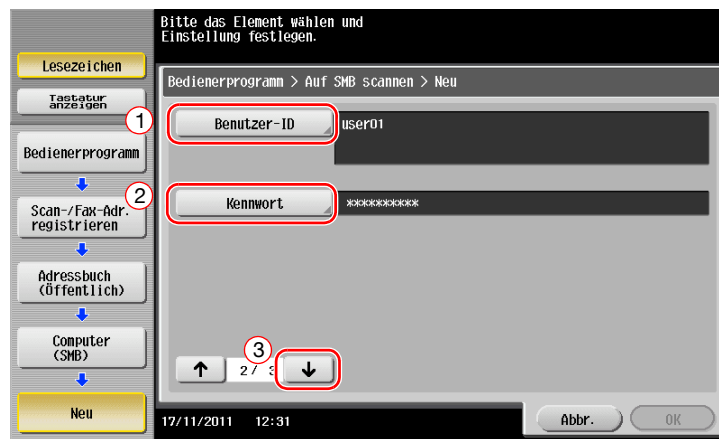 Bitte das Element wählen und
Einstellung festlegen.
Lesezeichen
Tastatur
anzeigen
Bedienerprogramm
Scan-/Fax-Adr.
registrieren
Adressbuch
(Öffentlich)
Computer
(SMB)
Neu
Bedienerprogramm > Auf SMB scannen > Neu
1
Benutzer-ID
user01
2
Kennwort
**********
3
↑ 2/ 3 ↓
17/11/2011 12:31
Abbr.
OK